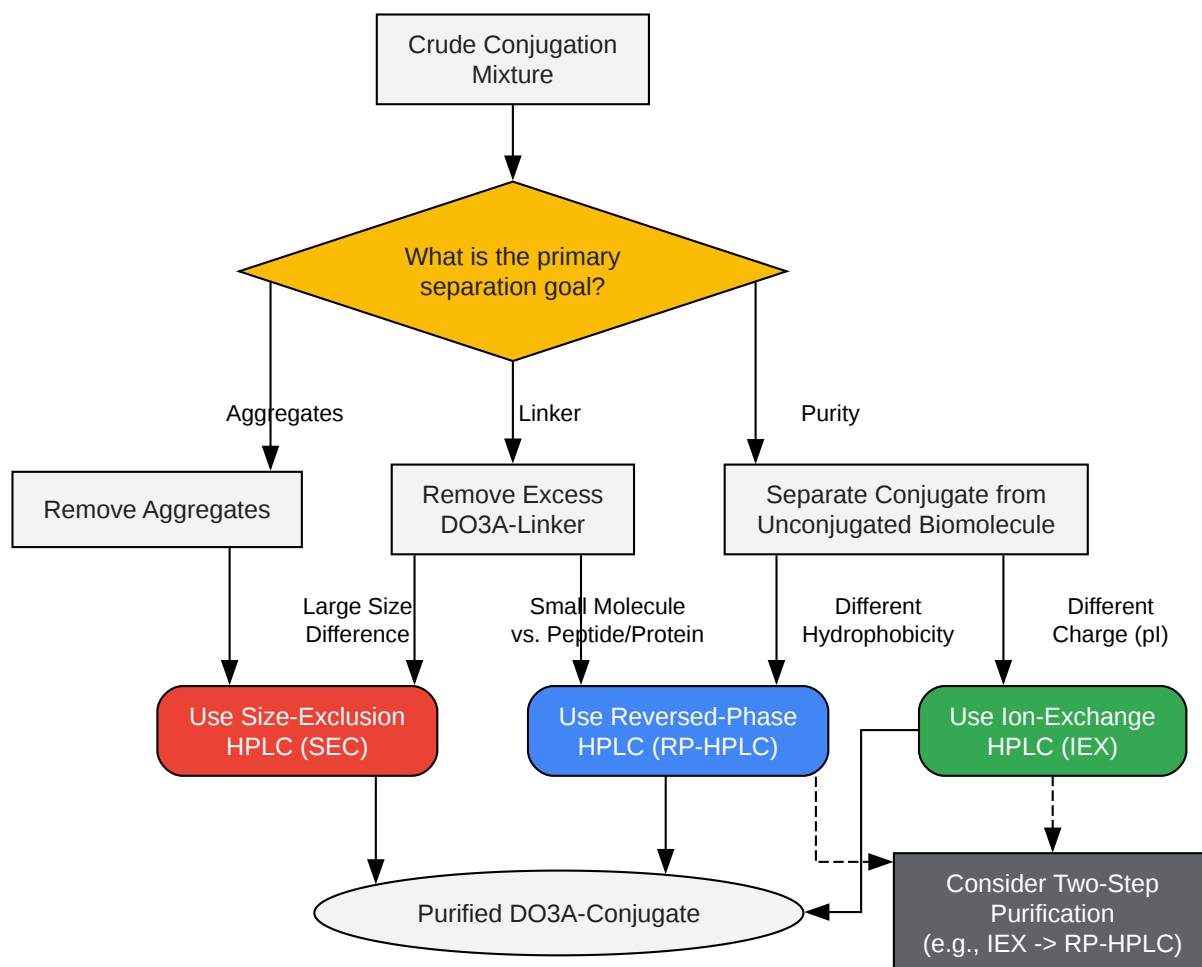 Crude Conjugation
Mixture
What is the primary
separation goal?
Aggregates
Linker
Purity
Remove Aggregates
Remove Excess
DO3A-Linker
Separate Conjugate from
Unconjugated Biomolecule
Large Size
Difference
Small Molecule
vs. Peptide/Protein
Different
Hydrophobicity
Different
Charge (pI)
Use Size-Exclusion
HPLC (SEC)
Use Reversed-Phase
HPLC (RP-HPLC)
Use Ion-Exchange
HPLC (IEX)
Purified DO3A-Conjugate
Consider Two-Step
Purification
(e.g., IEX -> RP-HPLC)